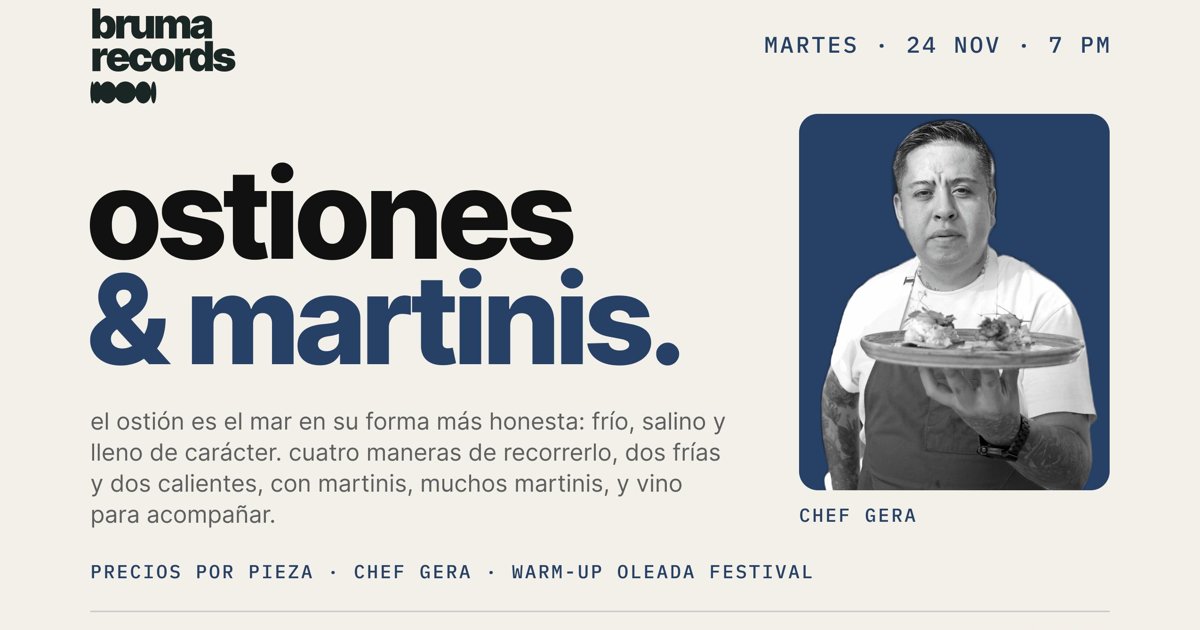 bruma
records
MARTES · 24 NOV · 7 PM
ostiones
& martinis.
el ostión es el mar en su forma más honesta: frío, salino y
lleno de carácter. cuatro maneras de recorrerlo, dos frías
y dos calientes, con martinis, muchos martinis, y vino
para acompañar.
CHEF GERA
PRECIOS POR PIEZA · CHEF GERA · WARM-UP OLEADA FESTIVAL